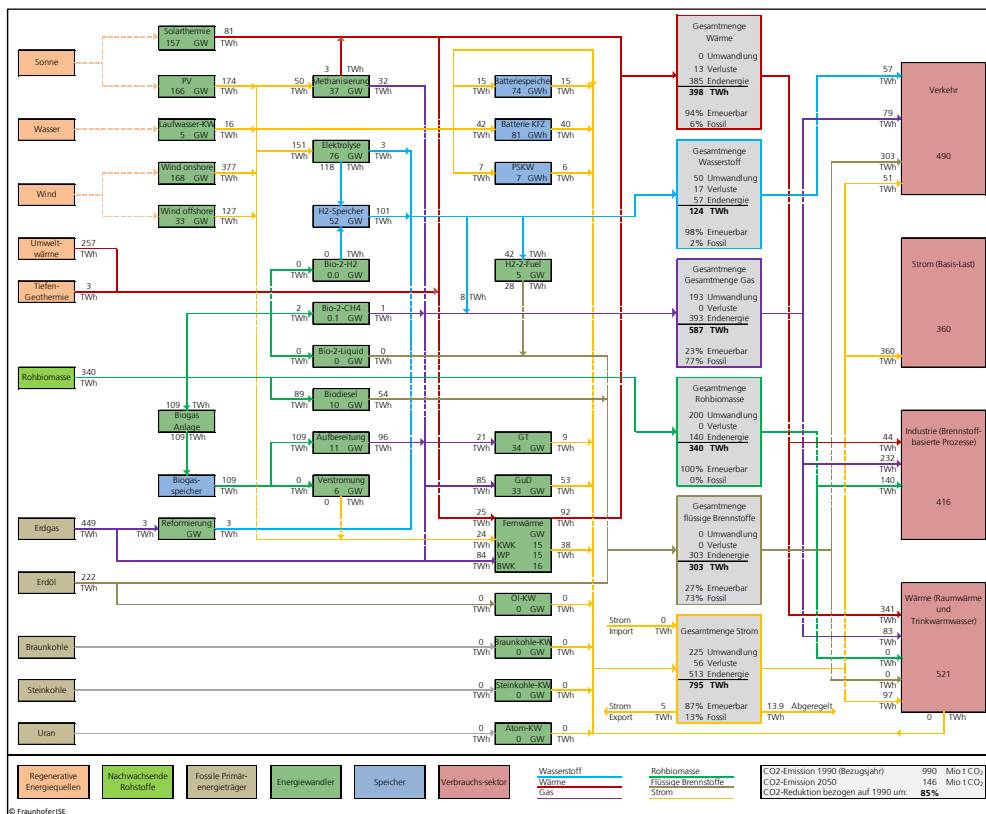 Sonne
Wasser
Wind
Umwelt-
wärme
257
TWh
Tiefen-
Geothermie
3
TWh
Rohbiomasse
340
TWh
Erdgas
449
TWh
Erdöl
222
TWh
Braunkohle
Steinkohle
Uran
Solarthermie
157 GW
81
TWh
PV
166 GW
174
TWh
Laufwasser-KW
5 GW
16
TWh
Wind onshore
168 GW
377
TWh
Wind offshore
33 GW
127
TWh
109 TWh
Biogas
Anlage
109 TWh
Biogas-
speicher
109
TWh
3
TWh
Reformierung
GW
3
TWh
3 TWh
50
TWh
Methanisierung
37 GW
32
TWh
151
TWh
Elektrolyse
76 GW
3
TWh
118 TWh
H2-Speicher
52 GW
101
TWh
0 TWh
0
TWh
Bio-2-H2
0.0 GW
2
TWh
Bio-2-CH4
0.1 GW
1
TWh
0
TWh
Bio-2-Liquid
0 GW
0
TWh
89
TWh
Biodiesel
10 GW
54
TWh
109
TWh
Aufbereitung
11 GW
96
TWh
0
TWh
Verstromung
6 GW
0 TWh
15
TWh
Batteriespeicher
74 GWh
15
TWh
42
TWh
Batterie KFZ
81 GWh
40
TWh
7
TWh
PSKW
7 GWh
6
TWh
42 TWh
H2-2-Fuel
5 GW
28 TWh
8 TWh
21
TWh
GT
34 GW
9
TWh
85
TWh
GuD
33 GW
53
TWh
25
TWh
24
TWh
84
TWh
Fernwärme
GW
KWK 15
WP 15
BWK 16
92
TWh
38
TWh
0
TWh
Öl-KW
0 GW
0
TWh
0
TWh
Braunkohle-KW
0 GW
0
TWh
0
TWh
Steinkohle-KW
0 GW
0
TWh
0
TWh
Atom-KW
0 GW
0
TWh
Gesamtmenge
Wärme
0 Umwandlung
13 Verluste
385 Endenergie
398 TWh
94% Erneuerbar
6% Fossil
Gesamtmenge
Wasserstoff
50 Umwandlung
17 Verluste
57 Endenergie
124 TWh
98% Erneuerbar
2% Fossil
Gesamtmenge
Gesamtmenge Gas
193 Umwandlung
0 Verluste
393 Endenergie
587 TWh
23% Erneuerbar
77% Fossil
Gesamtmenge
Rohbiomasse
200 Umwandlung
0 Verluste
140 Endenergie
340 TWh
100% Erneuerbar
0% Fossil
Gesamtmenge
flüssige Brennstoffe
0 Umwandlung
0 Verluste
303 Endenergie
303 TWh
27% Erneuerbar
73% Fossil
Strom 0
Import TWh
Gesamtmenge Strom
225 Umwandlung
56 Verluste
513 Endenergie
795 TWh
87% Erneuerbar
13% Fossil
Strom 5
Export TWh
13.9 Abgeregelt
TWh
57
TWh
79
TWh
303
TWh
51
TWh
Verkehr
490
Strom (Basis-Last)
360
360
TWh
Industrie (Brennstoff-
basierte Prozesse)
416
44
TWh
232
TWh
140
TWh
Wärme (Raumwärme
und
Trinkwarmwasser)
521
341
TWh
83
TWh
0
TWh
0
TWh
97
TWh
0 TWh
Regenerative
Energiequellen
Nachwachsende
Rohstoffe
Fossile Primär-
energieträger
Energiewandler
Speicher
Verbrauchs-sektor
Wasserstoff
Wärme
Gas
Rohbiomasse
Flüssige Brennstoffe
Strom
CO2-Emission 1990 (Bezugsjahr) 990 Mio t CO₂
CO2-Emission 2050 146 Mio t CO₂
CO2-Reduktion bezogen auf 1990 um: 85%
© Fraunhofer ISE